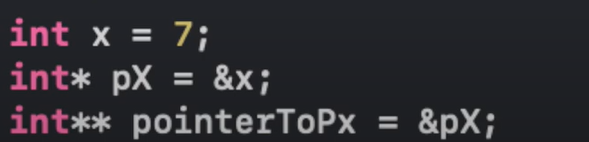 int x = 7;
int* pX = &x;
int** pointerToPx = &pX;